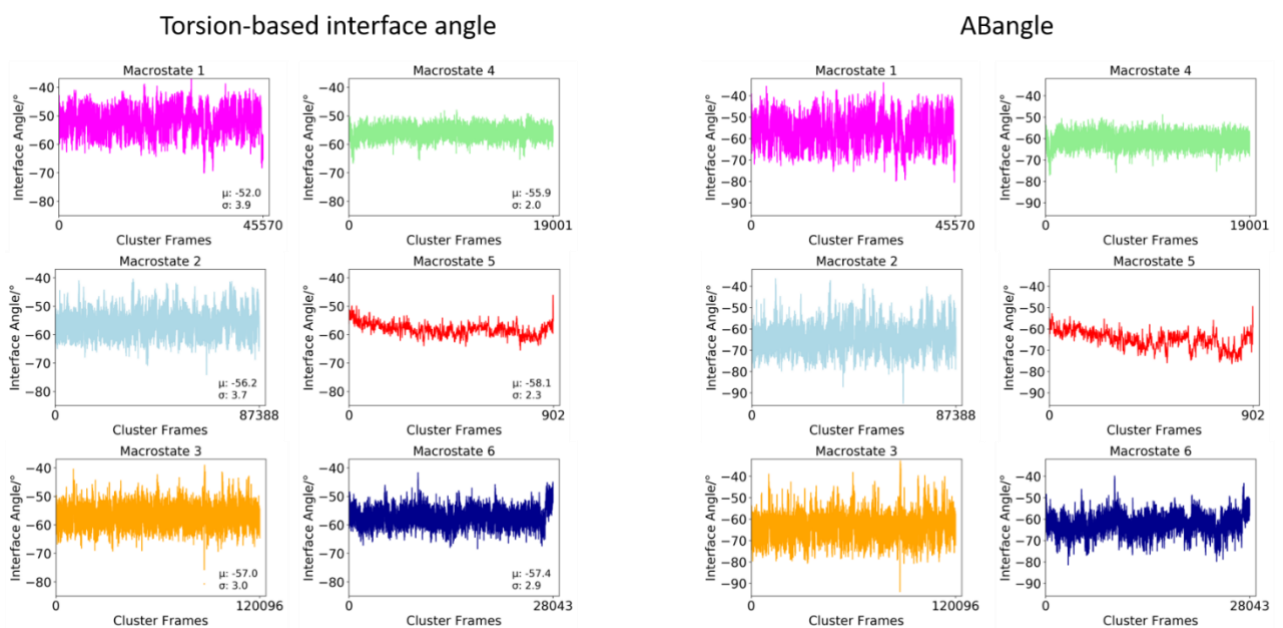 Torsion-based interface angle
Macrostate 1
Interface Angle/°
−40
−50
−60
−70
−80
μ: -52.0
σ: 3.9
0
45570
Cluster Frames
Macrostate 4
Interface Angle/°
−40
−50
−60
−70
−80
μ: -55.9
σ: 2.0
0
19001
Cluster Frames
Macrostate 2
Interface Angle/°
−40
−50
−60
−70
−80
μ: -56.2
σ: 3.7
0
87388
Cluster Frames
Macrostate 5
Interface Angle/°
−40
−50
−60
−70
−80
μ: -58.1
σ: 2.3
0
902
Cluster Frames
Macrostate 3
Interface Angle/°
−40
−50
−60
−70
−80
μ: -57.0
σ: 3.0
0
120096
Cluster Frames
Macrostate 6
Interface Angle/°
−40
−50
−60
−70
−80
μ: -57.4
σ: 2.9
0
28043
Cluster Frames
ABangle
Macrostate 1
Interface Angle/°
−40
−50
−60
−70
−80
−90
0
45570
Cluster Frames
Macrostate 4
Interface Angle/°
−40
−50
−60
−70
−80
−90
0
19001
Cluster Frames
Macrostate 2
Interface Angle/°
−40
−50
−60
−70
−80
−90
0
87388
Cluster Frames
Macrostate 5
Interface Angle/°
−40
−50
−60
−70
−80
−90
0
902
Cluster Frames
Macrostate 3
Interface Angle/°
−40
−50
−60
−70
−80
−90
0
120096
Cluster Frames
Macrostate 6
Interface Angle/°
−40
−50
−60
−70
−80
−90
0
28043
Cluster Frames